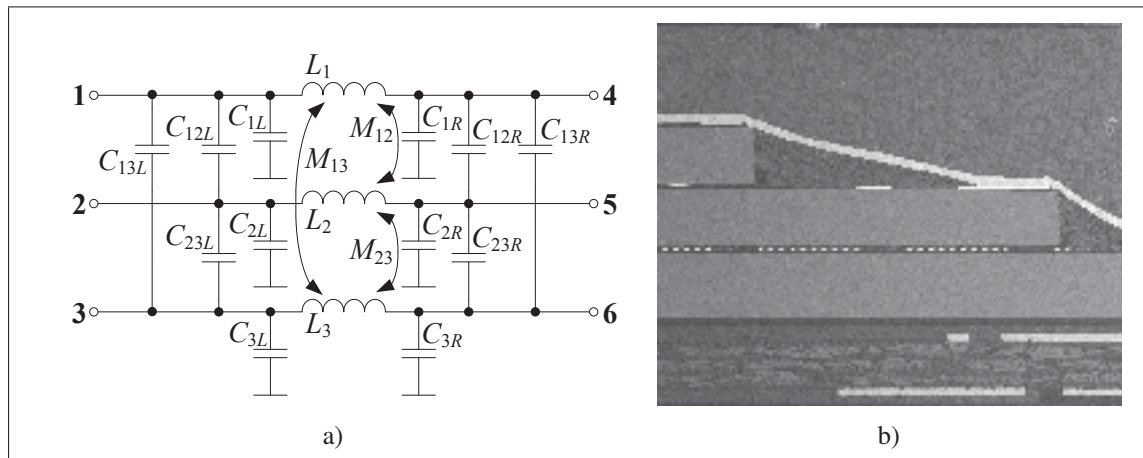 L1
1 4
C13L C12L C1L M13 M12 C1R C12R C13R
2 L2 5
C23L C2L M23 C2R C23R
3 L3 6
C3L C3R
a) b)